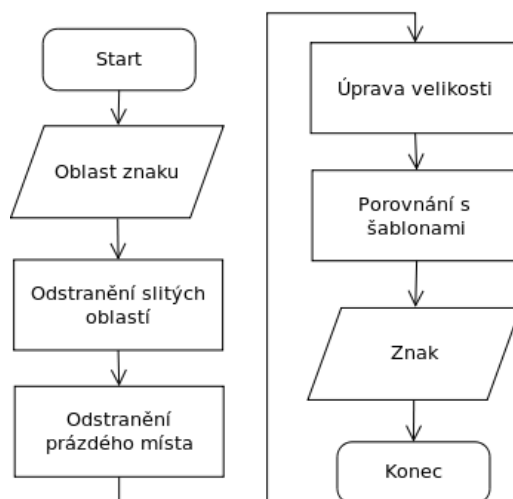 Start
Oblast znaku
Odstranění slitých
oblastí
Odstranění
prázdého místa
Úprava velikosti
Porovnání s
šablonami
Znak
Konec